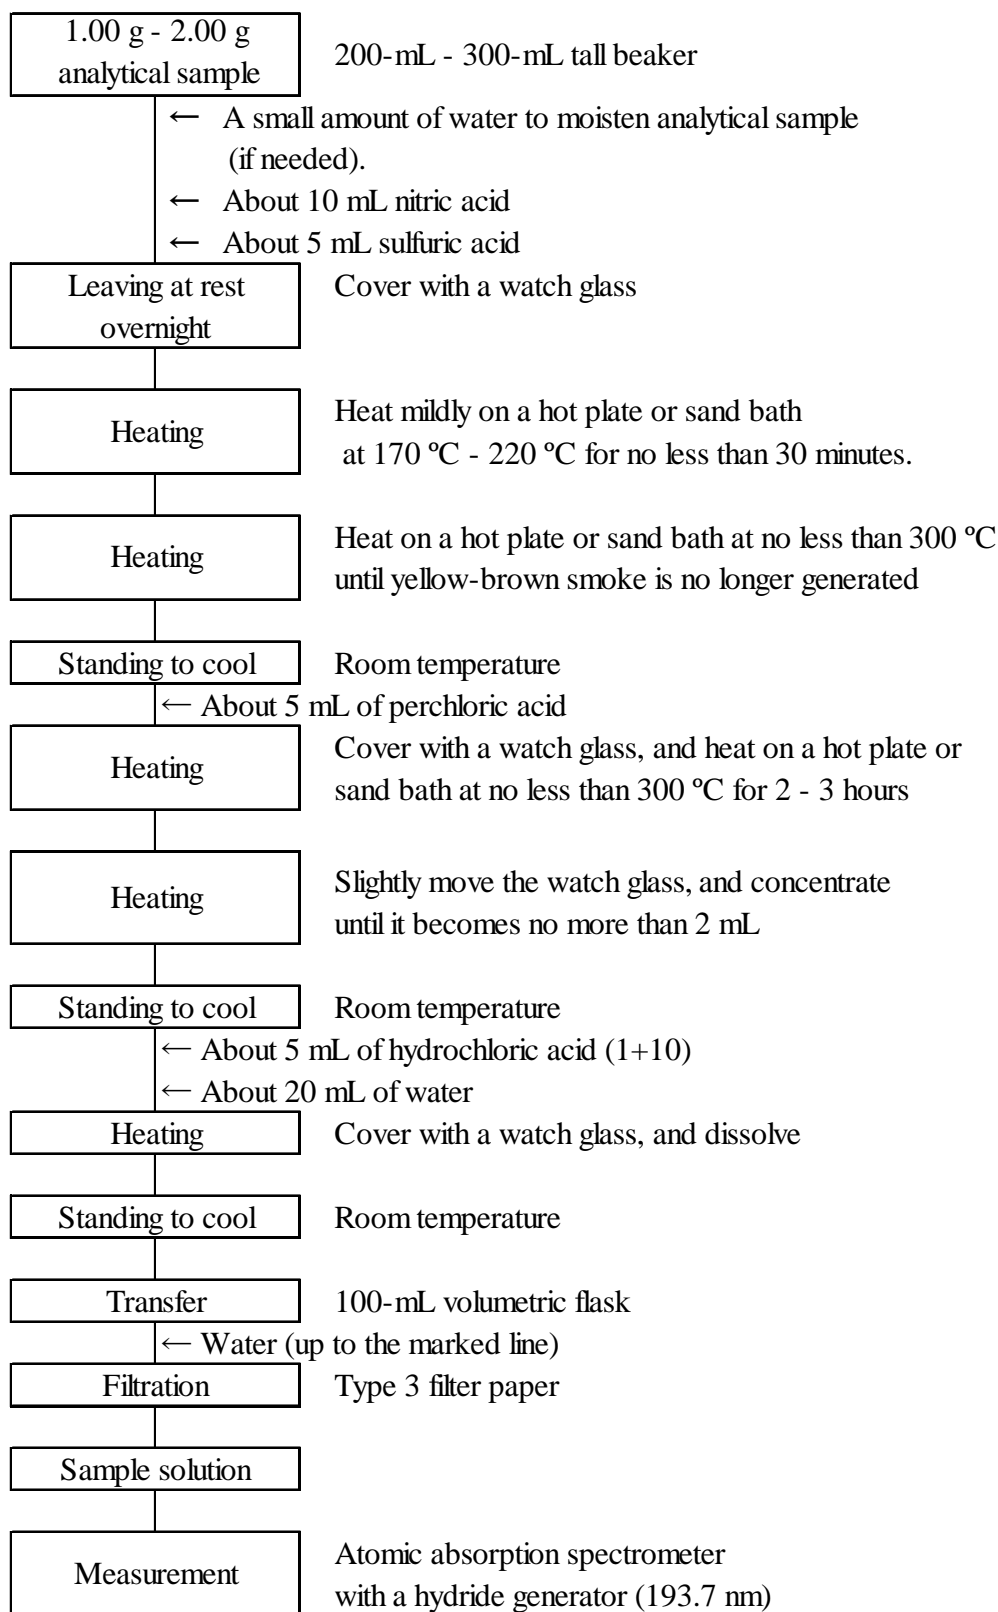 1.00 g - 2.00 g
analytical sample
200-mL - 300-mL tall beaker
← A small amount of water to moisten analytical sample
(if needed).
← About 10 mL nitric acid
← About 5 mL sulfuric acid
Leaving at rest
overnight
Cover with a watch glass
Heating
Heat mildly on a hot plate or sand bath
at 170 ºC - 220 ºC for no less than 30 minutes.
Heating
Heat on a hot plate or sand bath at no less than 300 ºC
until yellow-brown smoke is no longer generated
Standing to cool
Room temperature
← About 5 mL of perchloric acid
Heating
Cover with a watch glass, and heat on a hot plate or
sand bath at no less than 300 ºC for 2 - 3 hours
Heating
Slightly move the watch glass, and concentrate
until it becomes no more than 2 mL
Standing to cool
Room temperature
← About 5 mL of hydrochloric acid (1+10)
← About 20 mL of water
Heating
Cover with a watch glass, and dissolve
Standing to cool
Room temperature
Transfer
100-mL volumetric flask
← Water (up to the marked line)
Filtration
Type 3 filter paper
Sample solution
Measurement
Atomic absorption spectrometer
with a hydride generator (193.7 nm)